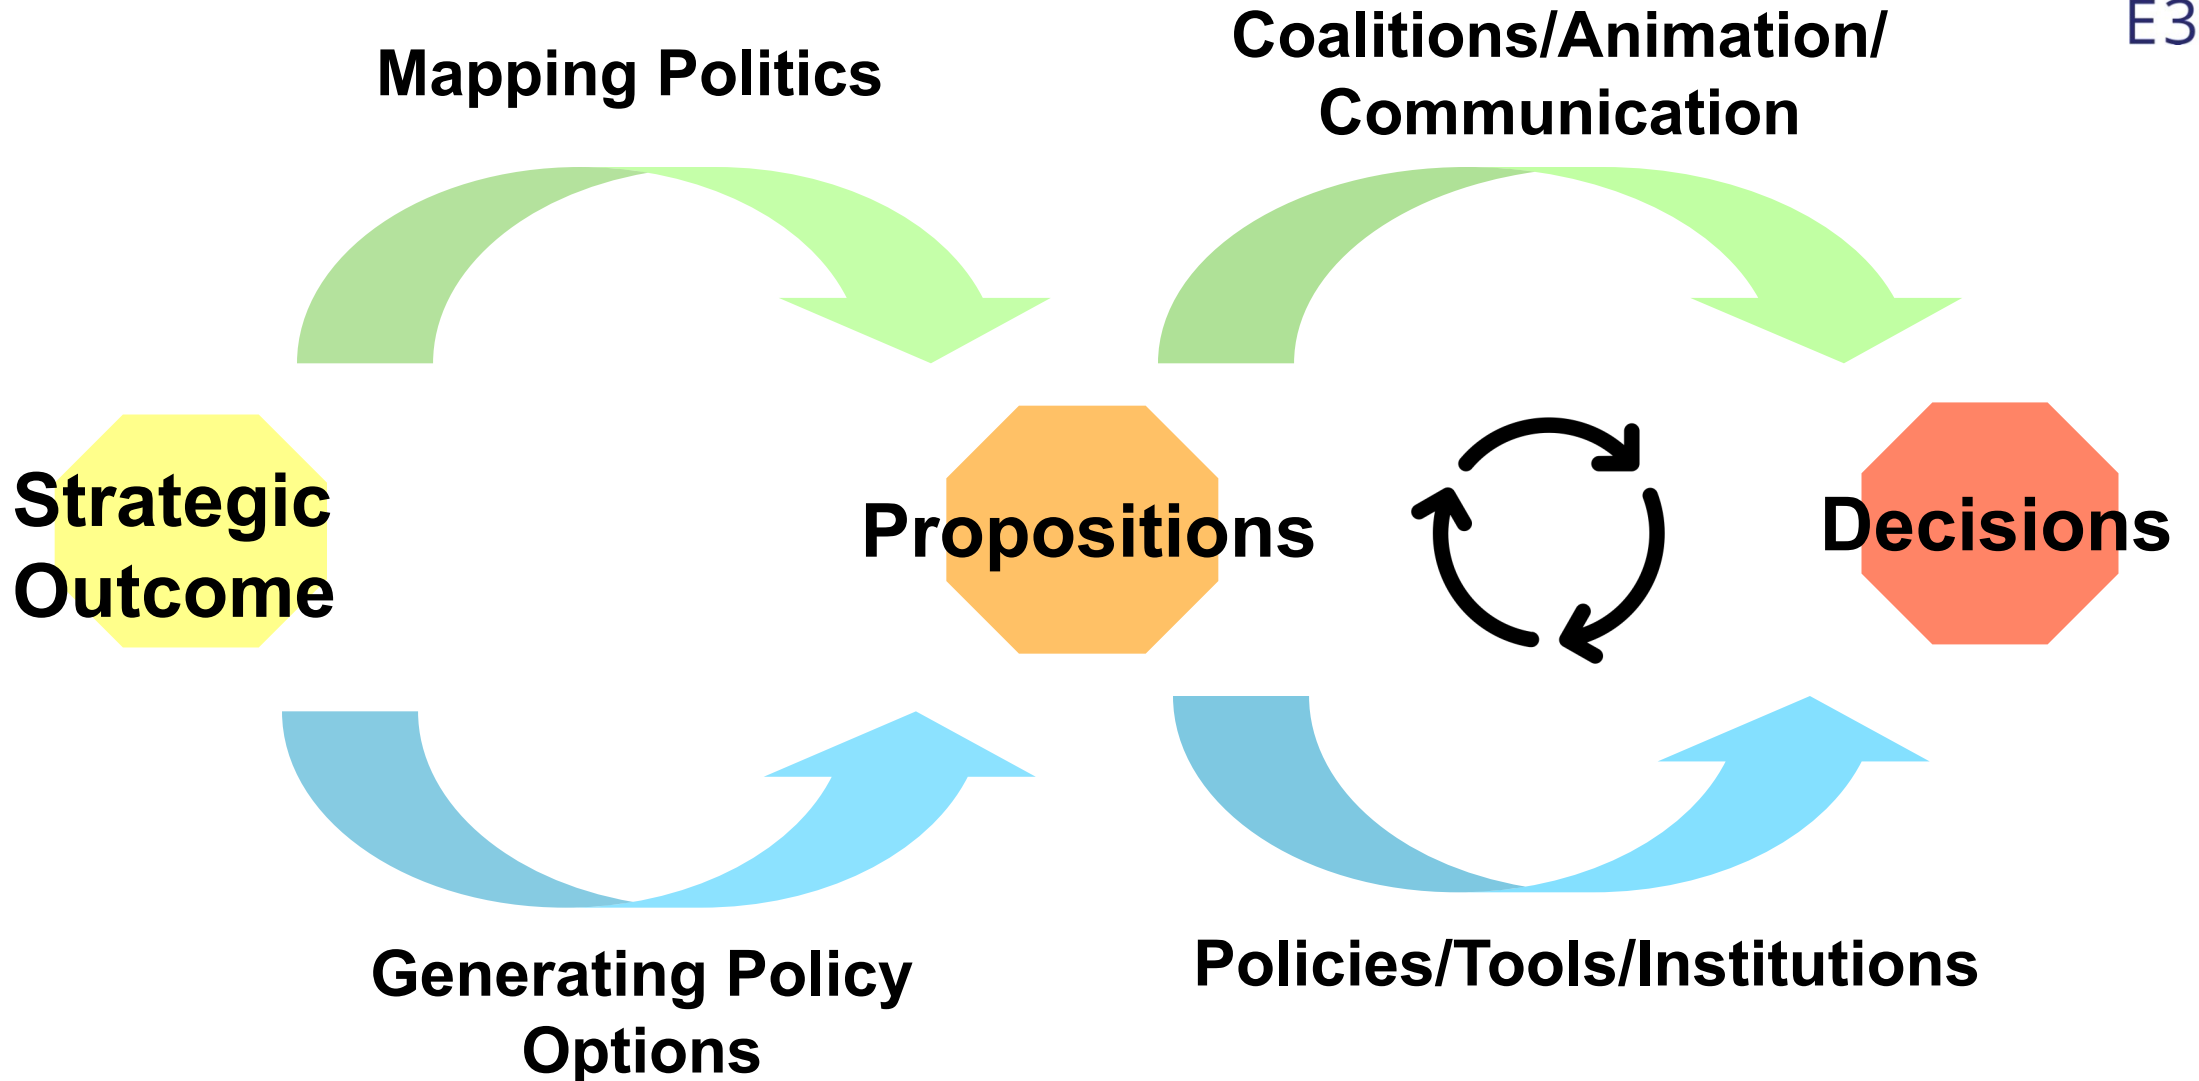 Mapping Politics
Coalitions/Animation/
Communication
E3
Strategic
Outcome
Propositions
Decisions
Generating Policy
Options
Policies/Tools/Institutions